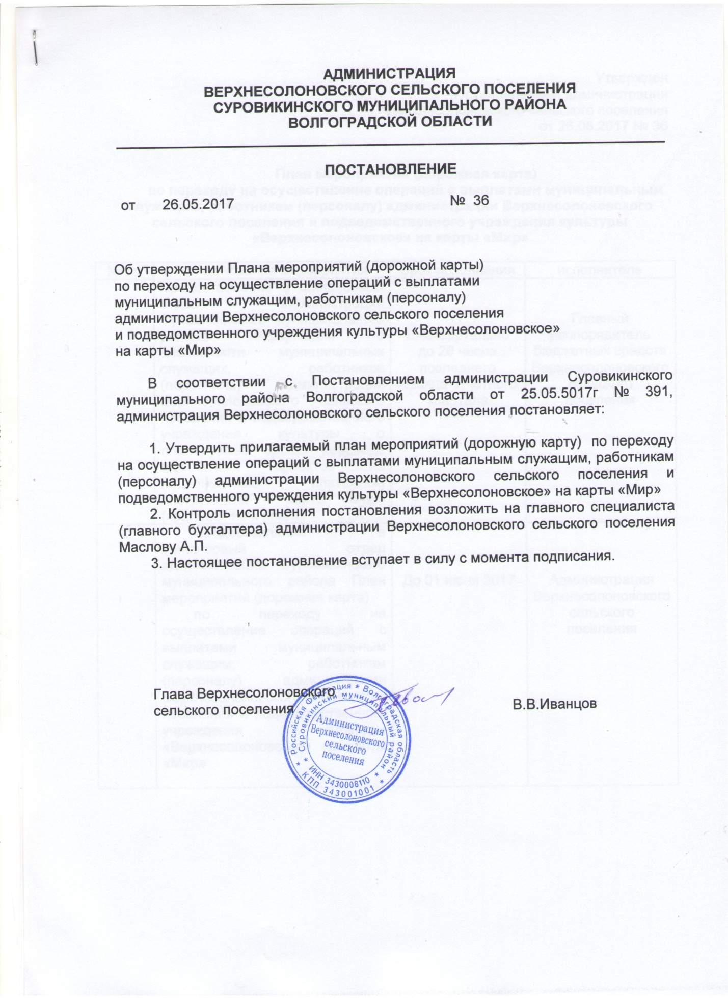 АДМИНИСТРАЦИЯ
ВЕРХНЕСОЛОНОВСКОГО СЕЛЬСКОГО ПОСЕЛЕНИЯ
СУРОВИКИНСКОГО МУНИЦИПАЛЬНОГО РАЙОНА
ВОЛГОГРАДСКОЙ ОБЛАСТИ
ПОСТАНОВЛЕНИЕ
от 26.05.2017 № 36
Об утверждении Плана мероприятий (дорожной карты)
по переходу на осуществление операций с выплатами
муниципальным служащим, работникам (персоналу)
администрации Верхнесолоновского сельского поселения
и подведомственного учреждения культуры «Верхнесолоновское»
на карты «Мир»
В соответствии с. Постановлением администрации Суровикинского
муниципального района Волгоградской области от 25.05.5017г № 391,
администрация Верхнесолоновского сельского поселения постановляет:
1. Утвердить прилагаемый план мероприятий (дорожную карту) по переходу
на осуществление операций с выплатами муниципальным служащим, работникам
(персоналу) администрации Верхнесолоновского сельского поселения и
подведомственного учреждения культуры «Верхнесолоновское» на карты «Мир»
2. Контроль исполнения постановления возложить на главного специалиста
(главного бухгалтера) администрации Верхнесолоновского сельского поселения
Маслову А.П.
3. Настоящее постановление вступает в силу с момента подписания.
Глава Верхнесолоновского
сельского поселения В.В.Иванцов
Российская Федерация * Волгоградская область *
Суровикинский муниципальный район *
Администрация
Верхнесолоновского
сельского
поселения
* ИНН 3430008110 *
* КПП 343001001 *